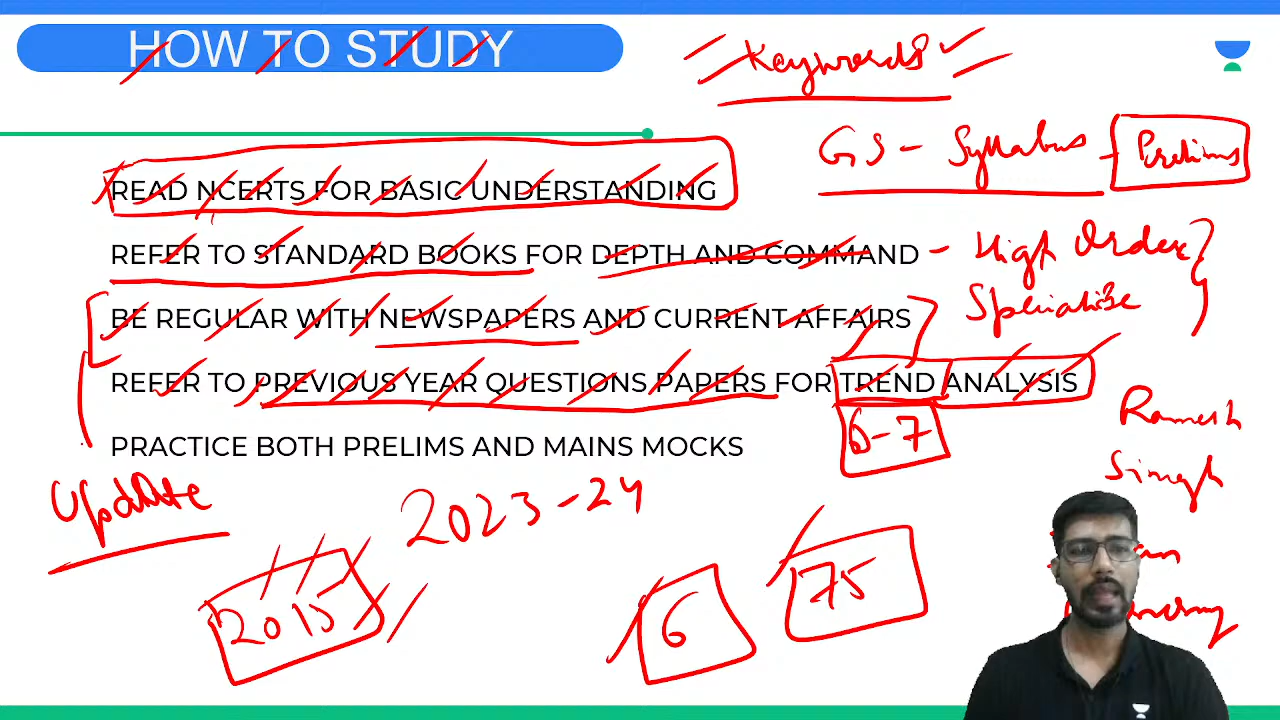 HOW TO STUDY
Keywords
GS - Syllabus - Prelims
READ NCERTS FOR BASIC UNDERSTANDING
REFER TO STANDARD BOOKS FOR DEPTH AND COMMAND - High Order
Specialize
BE REGULAR WITH NEWSPAPERS AND CURRENT AFFAIRS
REFER TO PREVIOUS YEAR QUESTIONS PAPERS FOR TREND ANALYSIS
6-7
Ramesh
Singh
PRACTICE BOTH PRELIMS AND MAINS MOCKS
Update
2023-24
2015
6
75